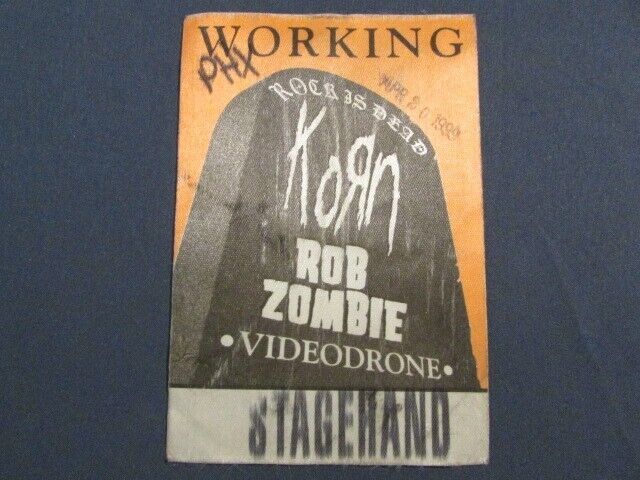 WORKING
PHX
ROCK IS DEAD
KoRn
ROB
ZOMBIE
• VIDEODRONE •
STAGEHAND